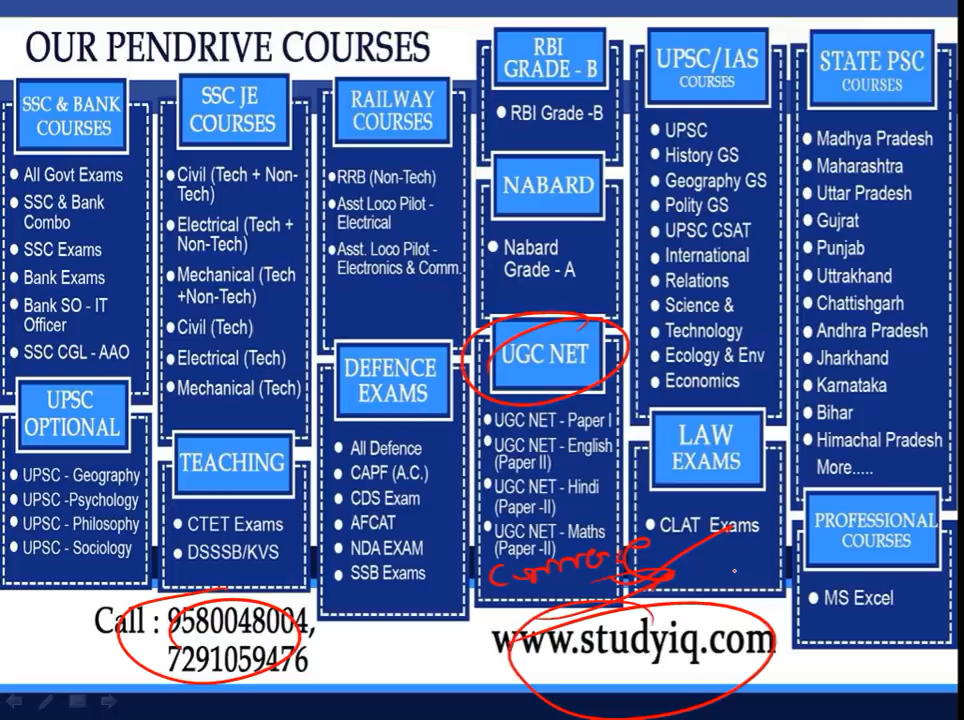 OUR PENDRIVE COURSES
SSC & BANK
COURSES
All Govt Exams
SSC & Bank
Combo
SSC Exams
Bank Exams
Bank SO - IT
Officer
SSC CGL - AAO
UPSC
OPTIONAL
UPSC - Geography
UPSC -Psychology
UPSC - Philosophy
UPSC - Sociology
SSC JE
COURSES
Civil (Tech + Non-
Tech)
Electrical (Tech +
Non-Tech)
Mechanical (Tech
+Non-Tech)
Civil (Tech)
Electrical (Tech)
Mechanical (Tech)
TEACHING
CTET Exams
DSSSB/KVS
RAILWAY
COURSES
RRB (Non-Tech)
Asst Loco Pilot -
Electrical
Asst. Loco Pilot -
Electronics & Comm.
DEFENCE
EXAMS
All Defence
CAPF (A.C.)
CDS Exam
AFCAT
NDA EXAM
SSB Exams
RBI
GRADE - B
RBI Grade -B
NABARD
Nabard
Grade - A
UGC NET
UGC NET - Paper I
UGC NET - English
(Paper II)
UGC NET - Hindi
(Paper -II)
UGC NET - Maths
(Paper -II)
UPSC/IAS
COURSES
UPSC
History GS
Geography GS
Polity GS
UPSC CSAT
International
Relations
Science &
Technology
Ecology & Env
Economics
LAW
EXAMS
CLAT Exams
STATE PSC
COURSES
Madhya Pradesh
Maharashtra
Uttar Pradesh
Gujrat
Punjab
Uttrakhand
Chattishgarh
Andhra Pradesh
Jharkhand
Karnataka
Bihar
Himachal Pradesh
More.....
PROFESSIONAL
COURSES
MS Excel
Call : 9580048004,
7291059476
www.studyiq.com